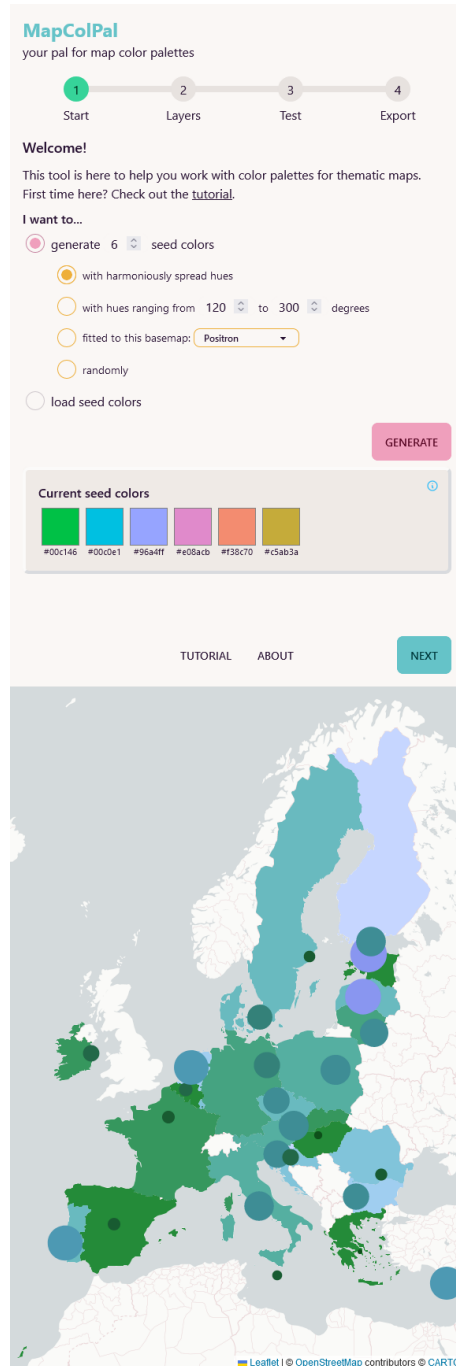 MapColPal
your pal for map color palettes
1 2 3 4
Start Layers Test Export
Welcome!
This tool is here to help you work with color palettes for thematic maps.
First time here? Check out the tutorial.
I want to...
generate 6 seed colors
with harmoniously spread hues
with hues ranging from 120 to 300 degrees
fitted to this basemap: Positron
randomly
load seed colors
GENERATE
Current seed colors
#00c146 #00c0e1 #96a4ff #e08acb #f38c70 #c5ab3a
TUTORIAL ABOUT NEXT
Leaflet | © OpenStreetMap contributors © CARTO